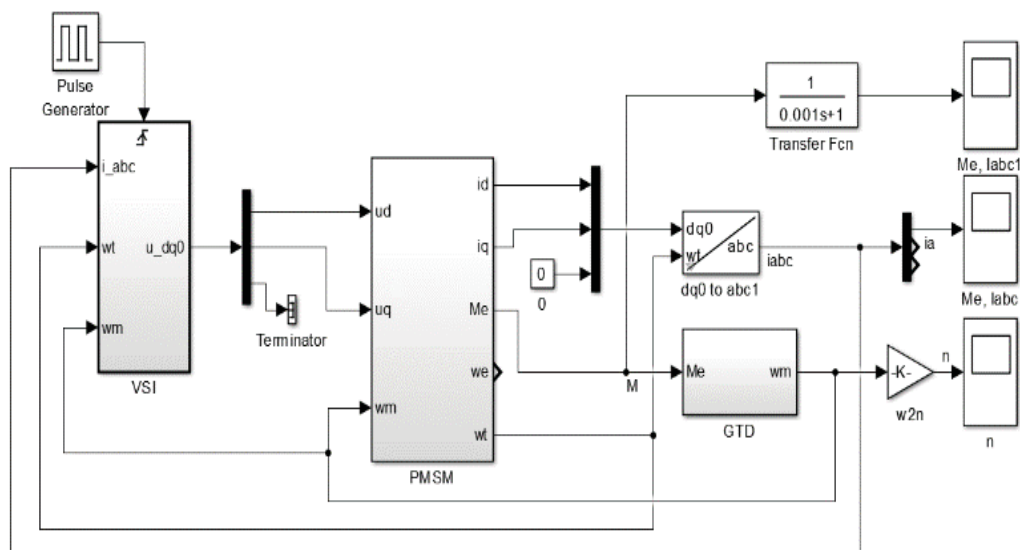 Pulse
Generator
i_abc
wt
wm
u_dq0
VSI
Terminator
ud
uq
wm
id
iq
Me
we
wt
PMSM
0
0
M
1
0.001s+1
Transfer Fcn
dq0
wt
abc
dq0 to abc1
iabc
Me
wm
GTD
-K-
w2n
n
ia
Me, Iabc1
Me, Iabc
n